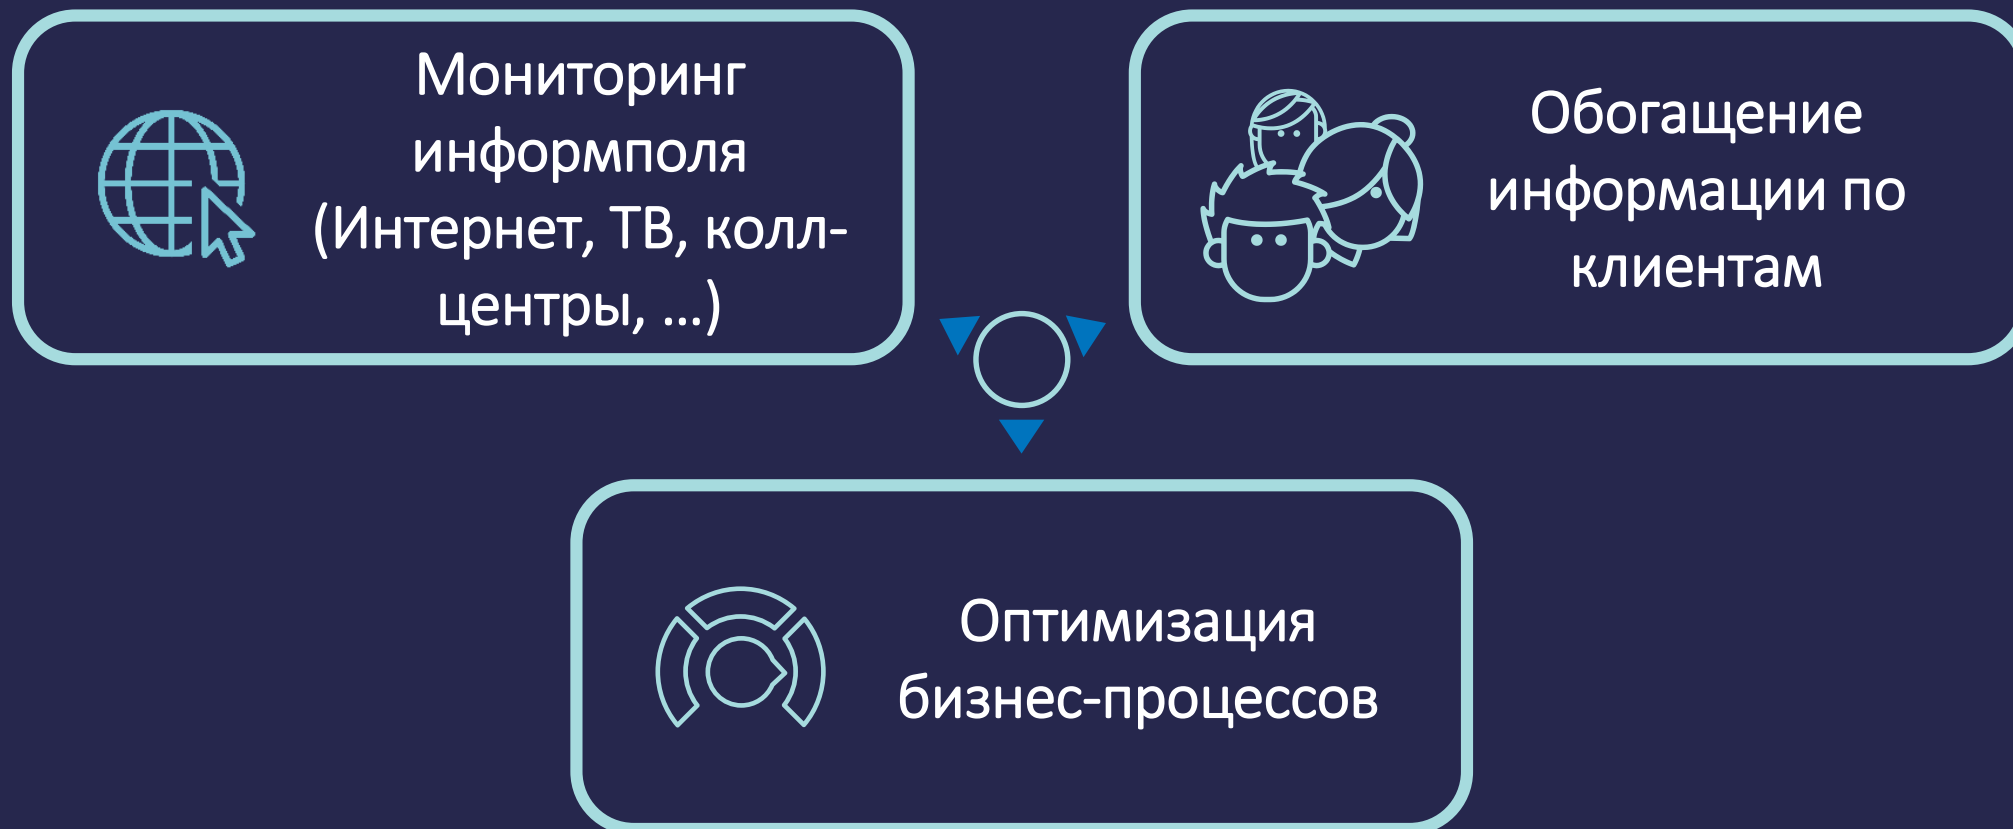 Мониторинг
информполя
(Интернет, ТВ, колл-
центры, ...)
Обогащение
информации по
клиентам
Оптимизация
бизнес-процессов